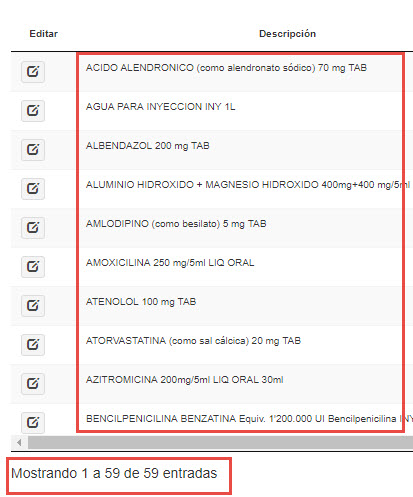 Editar Descripción
ACIDO ALENDRONICO (como alendronato sódico) 70 mg TAB
AGUA PARA INYECCION INY 1L
ALBENDAZOL 200 mg TAB
ALUMINIO HIDROXIDO + MAGNESIO HIDROXIDO 400mg+400 mg/5ml
AMLODIPINO (como besilato) 5 mg TAB
AMOXICILINA 250 mg/5ml LIQ ORAL
ATENOLOL 100 mg TAB
ATORVASTATINA (como sal cálcica) 20 mg TAB
AZITROMICINA 200mg/5ml LIQ ORAL 30ml
BENCILPENICILINA BENZATINA Equiv. 1'200.000 UI Bencilpenicilina INY
Mostrando 1 a 59 de 59 entradas